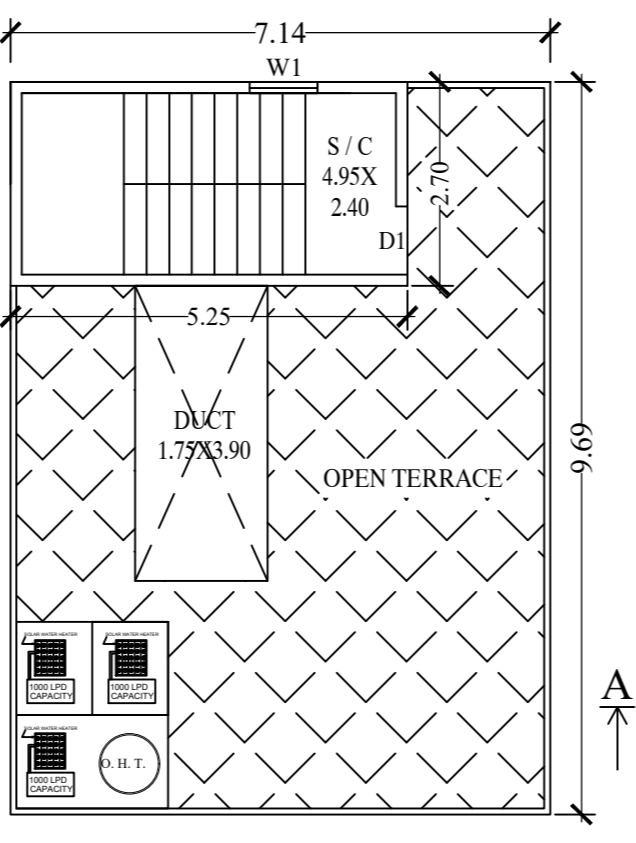 7.14
W1
S / C
4.95X
2.40
2.70
D1
5.25
DUCT
1.75X3.90
OPEN TERRACE
9.69
SOLAR WATER HEATER
1000 LPD
CAPACITY
SOLAR WATER HEATER
1000 LPD
CAPACITY
SOLAR WATER HEATER
1000 LPD
CAPACITY
O. H. T.
A